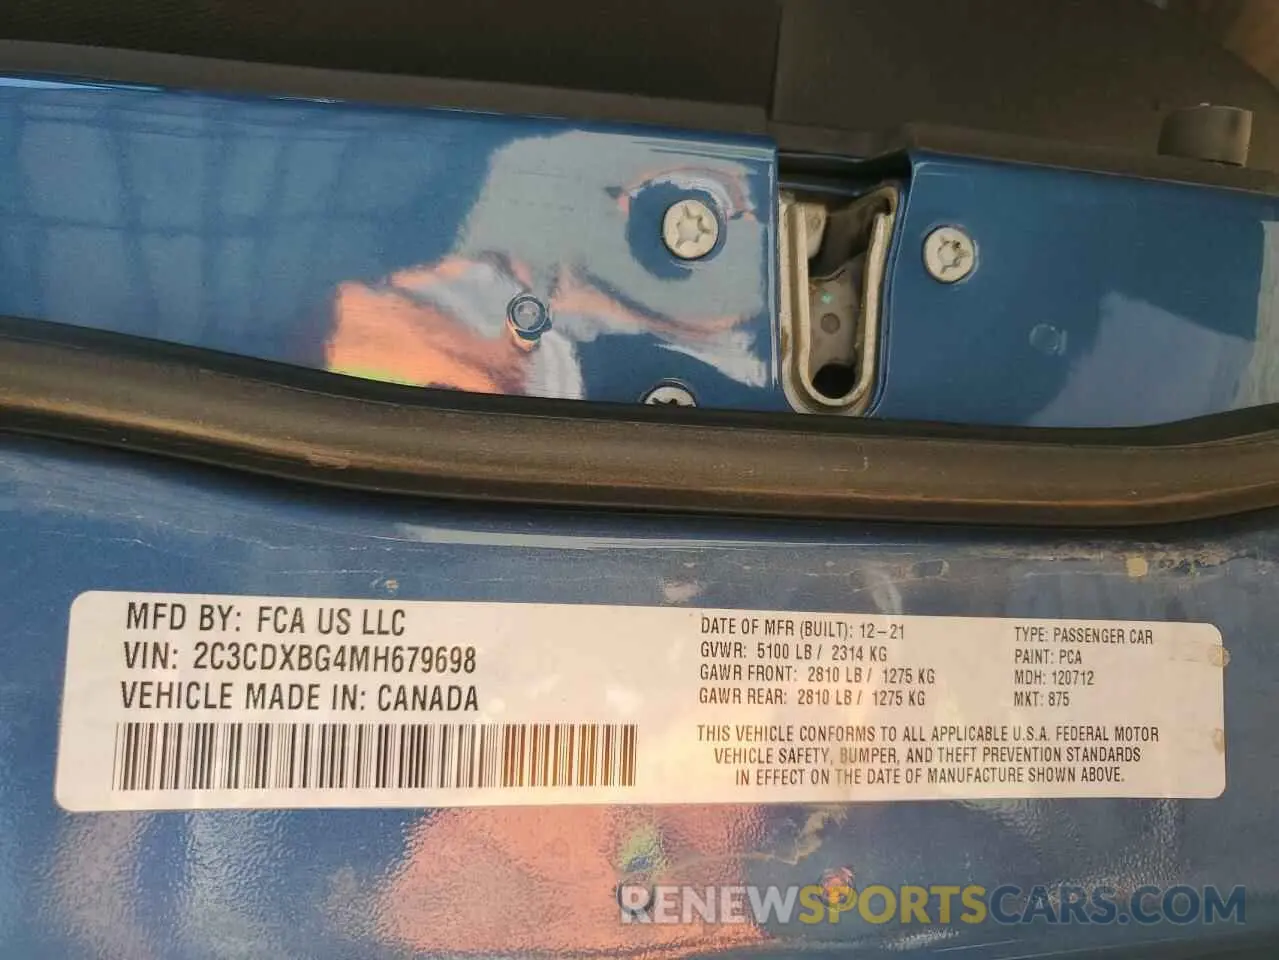 MFD BY: FCA US LLC
VIN: 2C3CDXBG4MH679698
VEHICLE MADE IN: CANADA
DATE OF MFR (BUILT): 12-21
GVWR: 5100 LB / 2314 KG
GAWR FRONT: 2810 LB / 1275 KG
GAWR REAR: 2810 LB / 1275 KG
TYPE: PASSENGER CAR
PAINT: PCA
MDH: 120712
MKT: 875
THIS VEHICLE CONFORMS TO ALL APPLICABLE U.S.A. FEDERAL MOTOR
VEHICLE SAFETY, BUMPER, AND THEFT PREVENTION STANDARDS
IN EFFECT ON THE DATE OF MANUFACTURE SHOWN ABOVE.
RENEWSPORTSCARS.COM